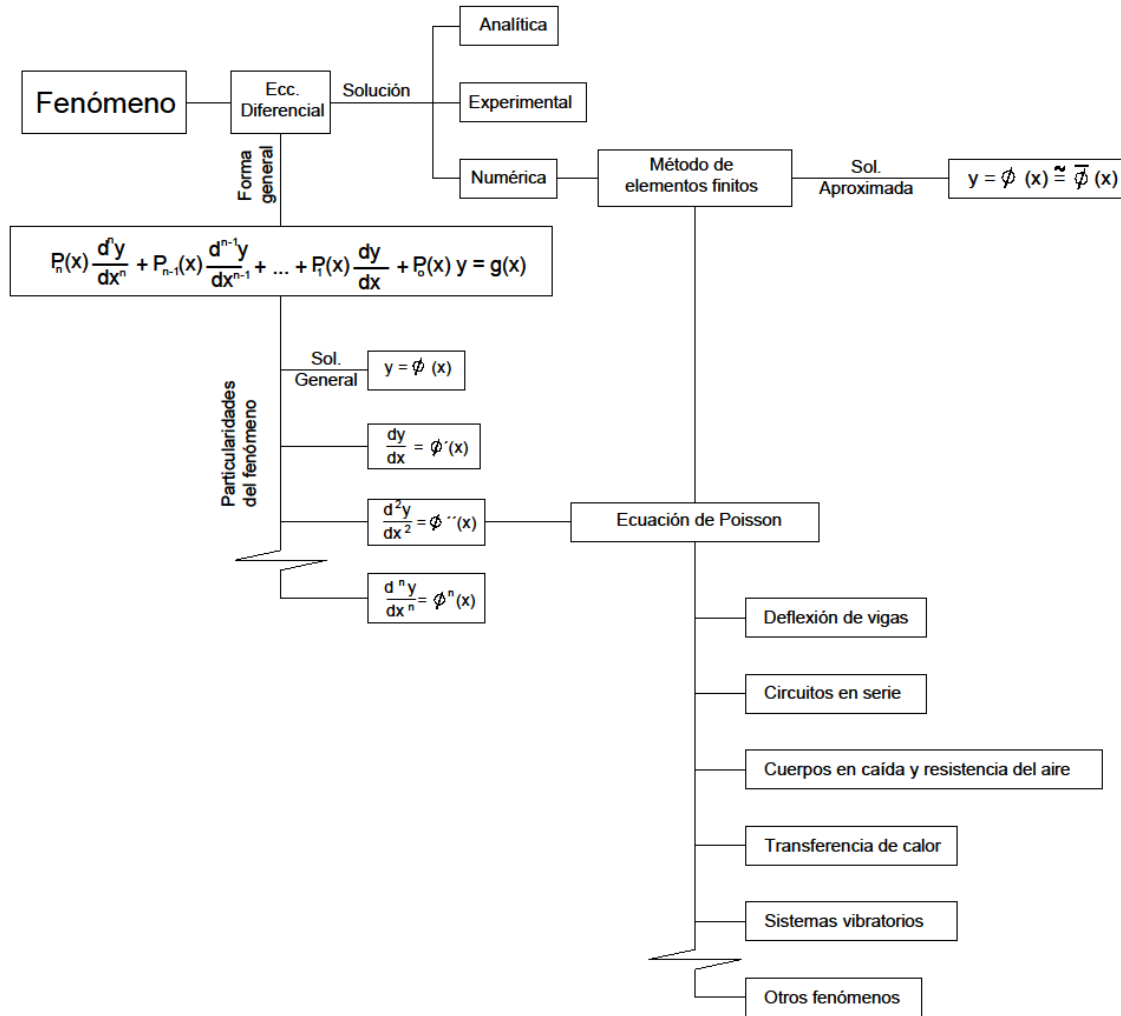 Analítica
Fenómeno
Ecc.
Diferencial
Solución
Experimental
Forma
general
Numérica
Método de
elementos finitos
Sol.
Aproximada
y = ϕ (x) ≅ ϕ̅ (x)
Pₙ(x) dⁿy/dxⁿ + Pₙ₋₁(x) dⁿ⁻¹y/dxⁿ⁻¹ + ... + P₁(x) dy/dx + P₀(x) y = g(x)
Sol.
General
y = ϕ (x)
Particularidades
del fenómeno
dy/dx = ϕ´(x)
d²y/dx² = ϕ´´(x)
Ecuación de Poisson
dⁿy/dxⁿ = ϕⁿ(x)
Deflexión de vigas
Circuitos en serie
Cuerpos en caída y resistencia del aire
Transferencia de calor
Sistemas vibratorios
Otros fenómenos